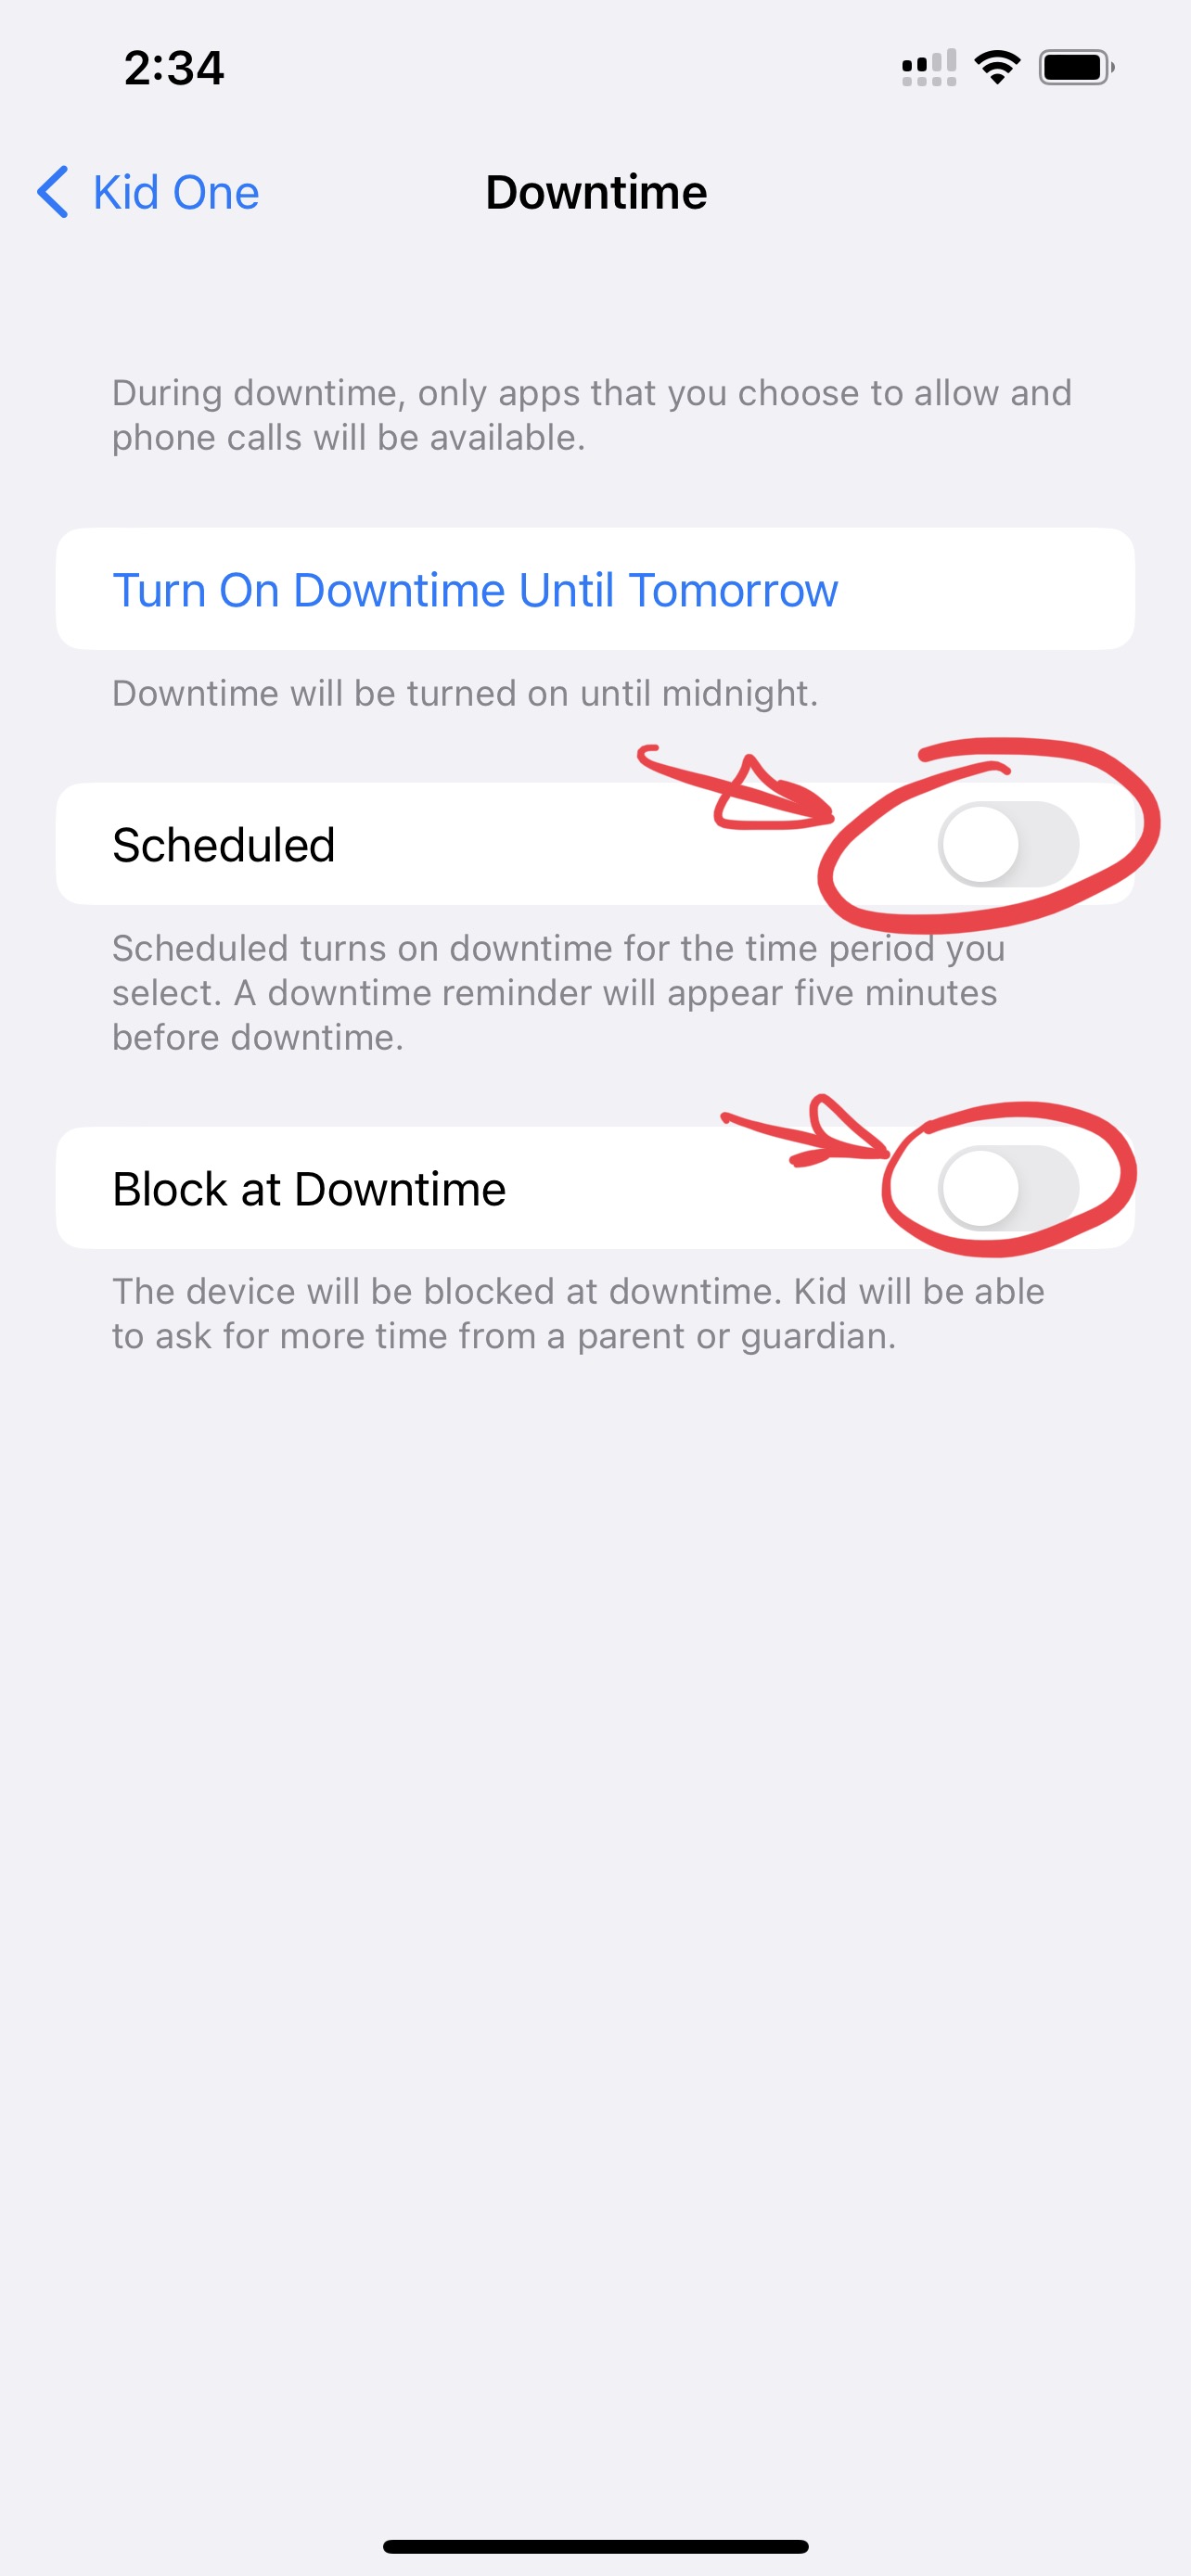 2:34
Kid One
Downtime
During downtime, only apps that you choose to allow and
phone calls will be available.
Turn On Downtime Until Tomorrow
Downtime will be turned on until midnight.
Scheduled
Scheduled turns on downtime for the time period you
select. A downtime reminder will appear five minutes
before downtime.
Block at Downtime
The device will be blocked at downtime. Kid will be able
to ask for more time from a parent or guardian.